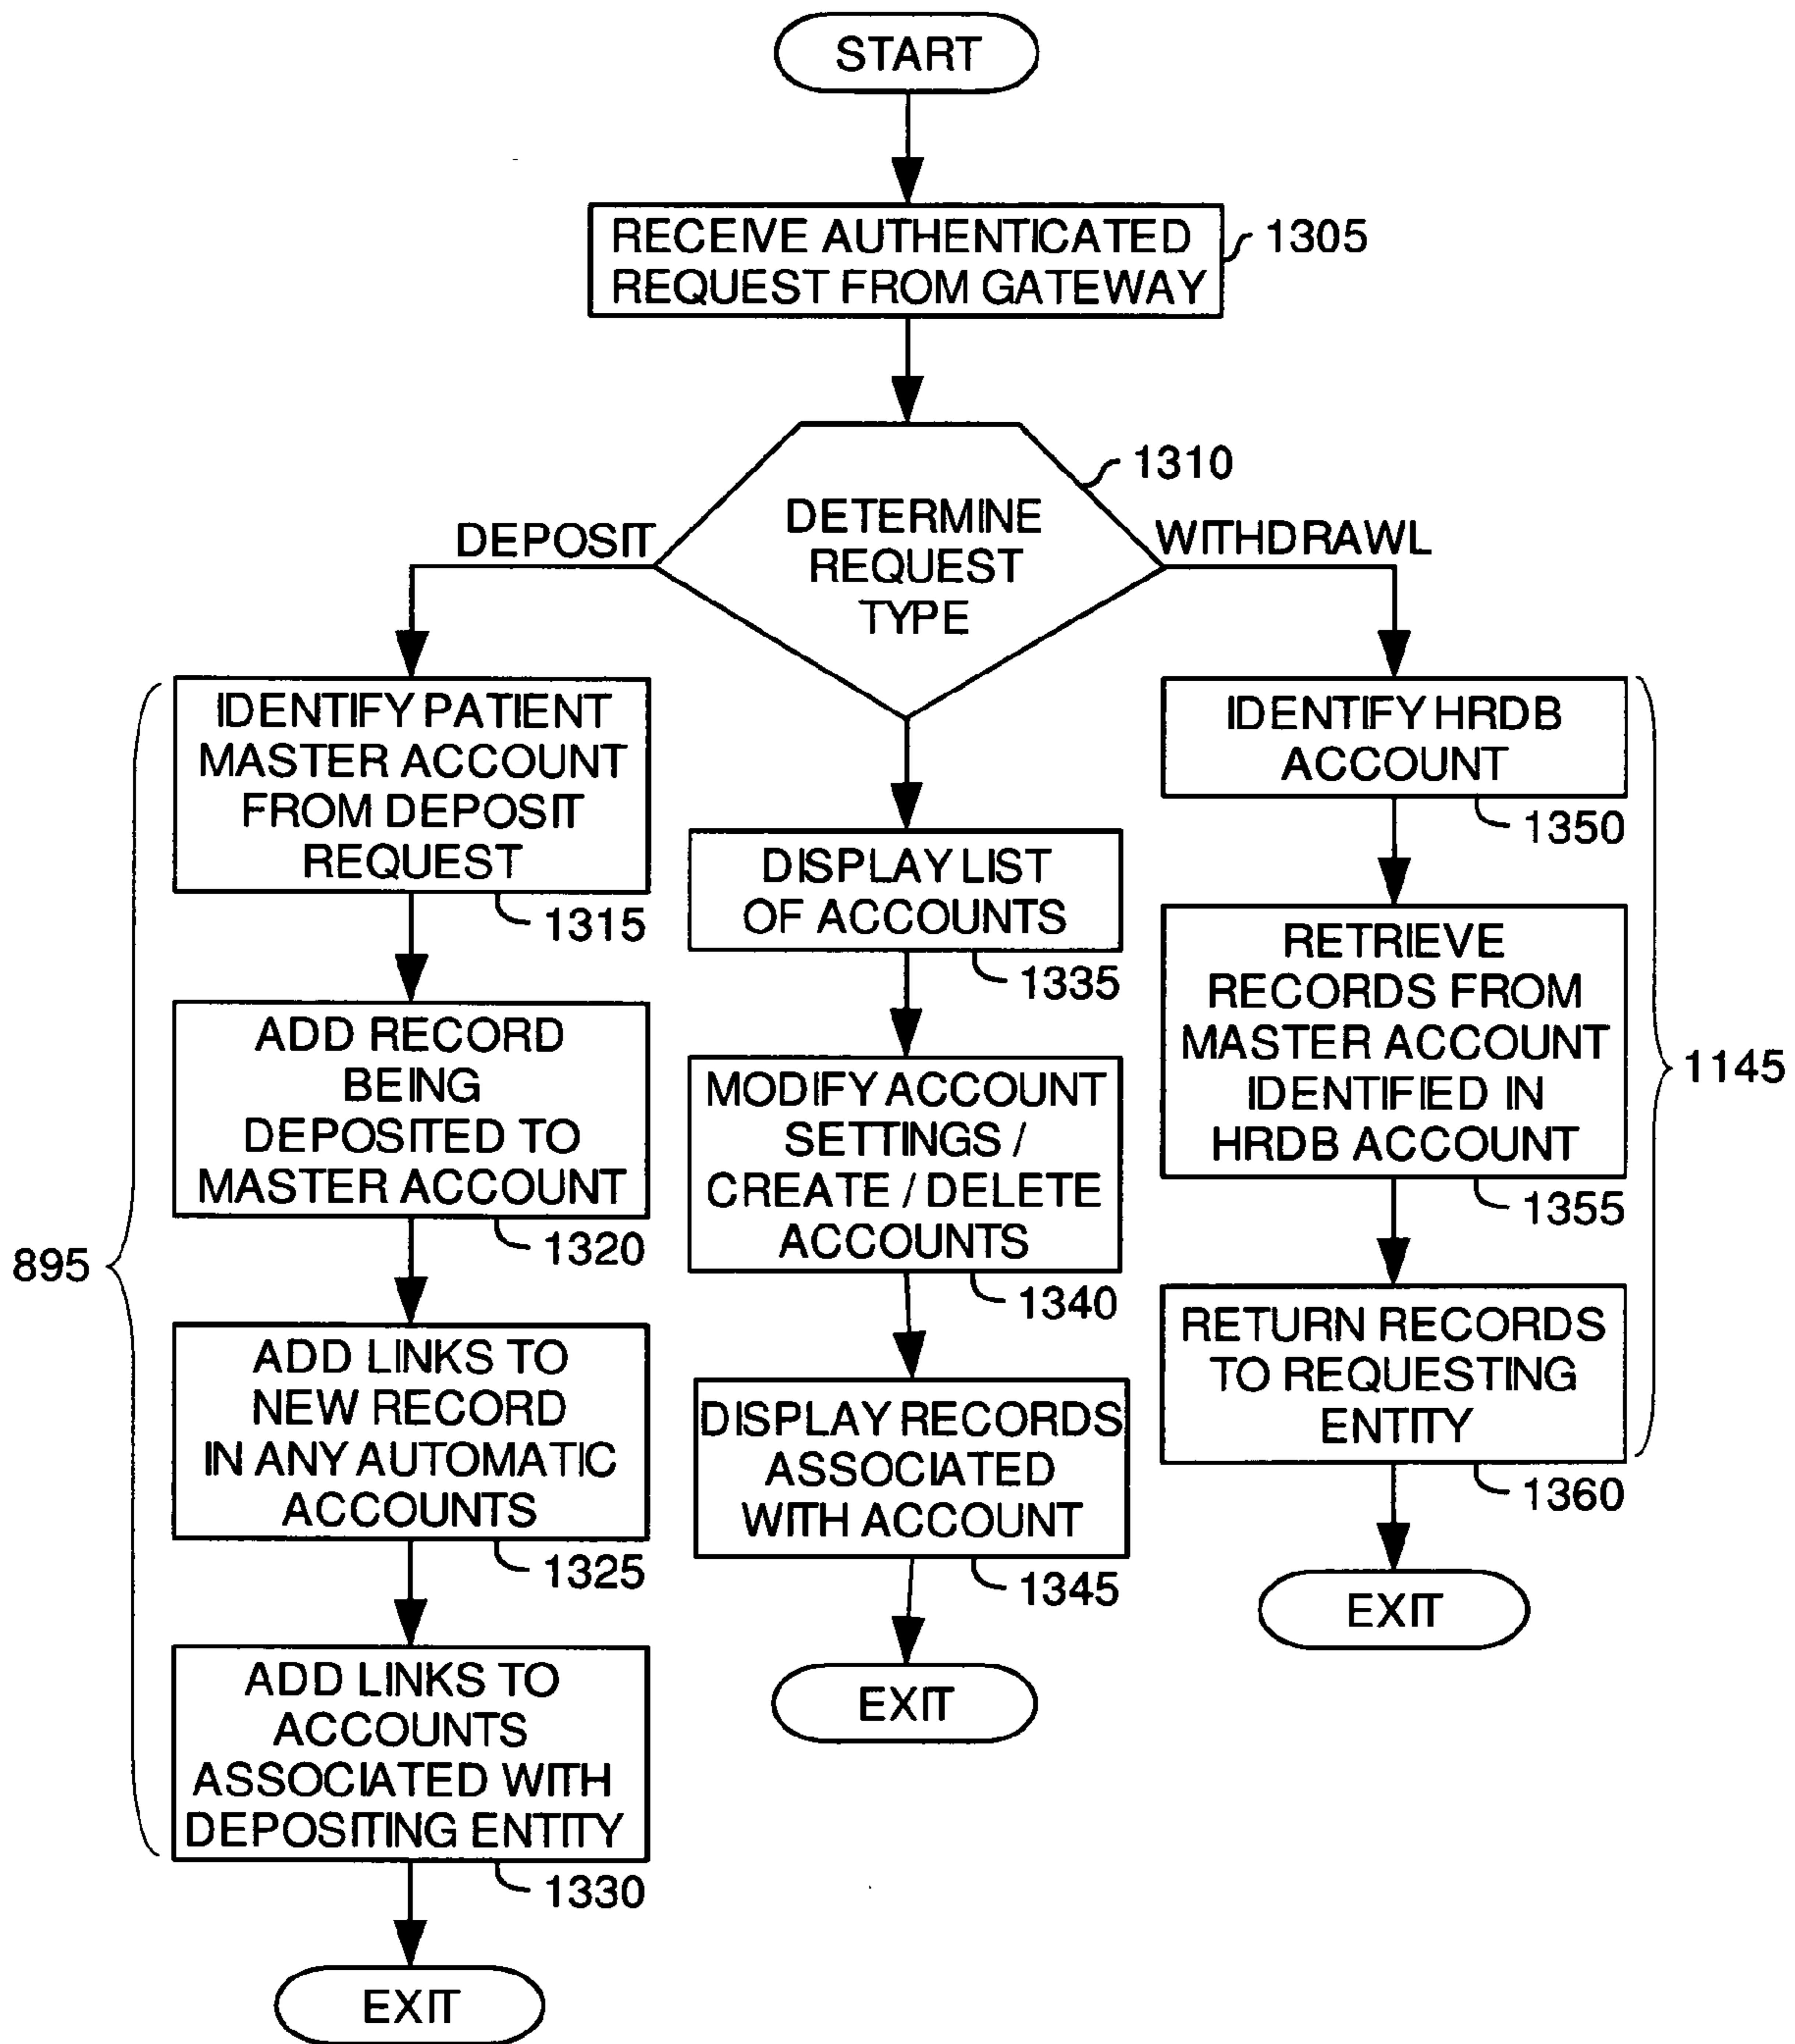 START
RECEIVE AUTHENTICATED
REQUEST FROM GATEWAY
1305
1310
DETERMINE
REQUEST
TYPE
DEPOSIT
WITHDRAWL
IDENTIFY PATIENT
MASTER ACCOUNT
FROM DEPOSIT
REQUEST
1315
ADD RECORD
BEING
DEPOSITED TO
MASTER ACCOUNT
1320
895
ADD LINKS TO
NEW RECORD
IN ANY AUTOMATIC
ACCOUNTS
1325
ADD LINKS TO
ACCOUNTS
ASSOCIATED WITH
DEPOSITING ENTITY
1330
EXIT
DISPLAY LIST
OF ACCOUNTS
1335
MODIFY ACCOUNT
SETTINGS /
CREATE / DELETE
ACCOUNTS
1340
DISPLAY RECORDS
ASSOCIATED
WITH ACCOUNT
1345
EXIT
IDENTIFY HRDB
ACCOUNT
1350
RETRIEVE
RECORDS FROM
MASTER ACCOUNT
IDENTIFIED IN
HRDB ACCOUNT
1355
1145
RETURN RECORDS
TO REQUESTING
ENTITY
1360
EXIT